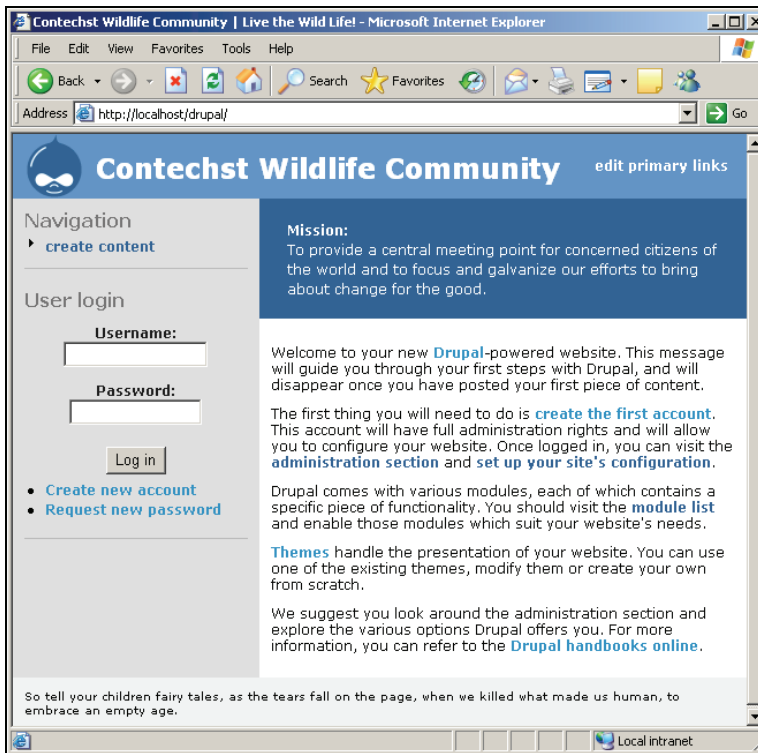 Contechst Wildlife Community | Live the Wild Life! - Microsoft Internet Explorer
File Edit View Favorites Tools Help
Back Search Favorites
Address http://localhost/drupal/ Go
Contechst Wildlife Community
edit primary links
Navigation
create content
User login
Username:
Password:
Log in
Create new account
Request new password
Mission:
To provide a central meeting point for concerned citizens of
the world and to focus and galvanize our efforts to bring
about change for the good.
Welcome to your new Drupal-powered website. This message
will guide you through your first steps with Drupal, and will
disappear once you have posted your first piece of content.
The first thing you will need to do is create the first account.
This account will have full administration rights and will allow
you to configure your website. Once logged in, you can visit the
administration section and set up your site's configuration.
Drupal comes with various modules, each of which contains a
specific piece of functionality. You should visit the module list
and enable those modules which suit your website's needs.
Themes handle the presentation of your website. You can use
one of the existing themes, modify them or create your own
from scratch.
We suggest you look around the administration section and
explore the various options Drupal offers you. For more
information, you can refer to the Drupal handbooks online.
So tell your children fairy tales, as the tears fall on the page, when we killed what made us human, to
embrace an empty age.
Local intranet